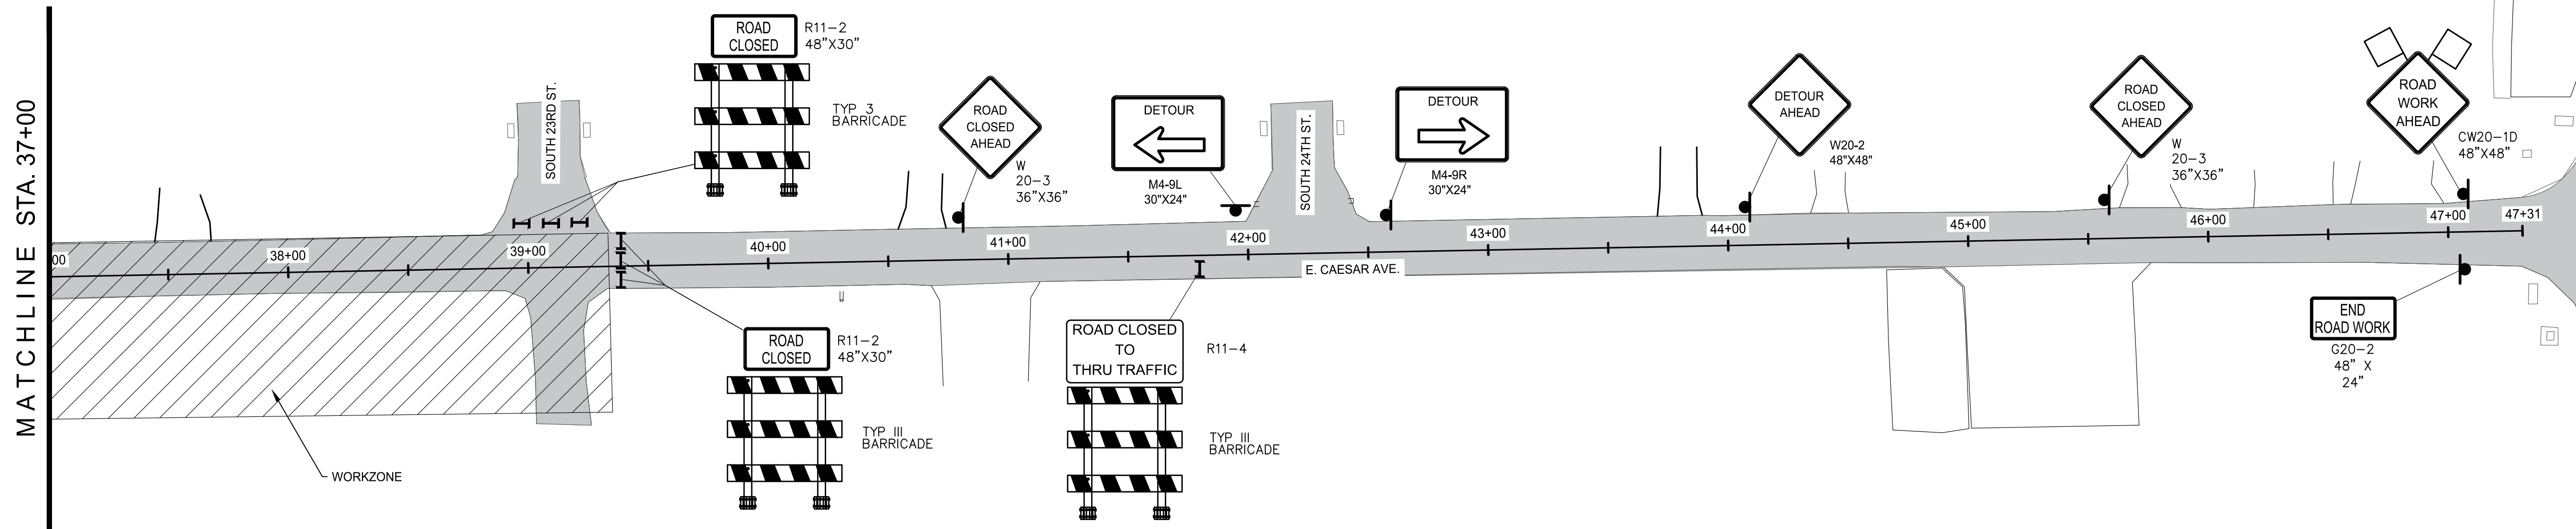 MATCHLINE STA. 37+00
ROAD
CLOSED
R11-2
48"X30"
TYP 3
BARRICADE
SOUTH 23RD ST.
ROAD
CLOSED
AHEAD
W
20-3
36"X36"
DETOUR
M4-9L
30"X24"
SOUTH 24TH ST.
DETOUR
M4-9R
30"X24"
DETOUR
AHEAD
W20-2
48"X48"
ROAD
CLOSED
AHEAD
W
20-3
36"X36"
ROAD
WORK
AHEAD
CW20-1D
48"X48"
00
38+00
39+00
40+00
41+00
42+00
43+00
44+00
45+00
46+00
47+00
47+31
E. CAESAR AVE.
WORKZONE
ROAD
CLOSED
R11-2
48"X30"
TYP III
BARRICADE
ROAD CLOSED
TO
THRU TRAFFIC
R11-4
TYP III
BARRICADE
END
ROAD WORK
G20-2
48" X
24"